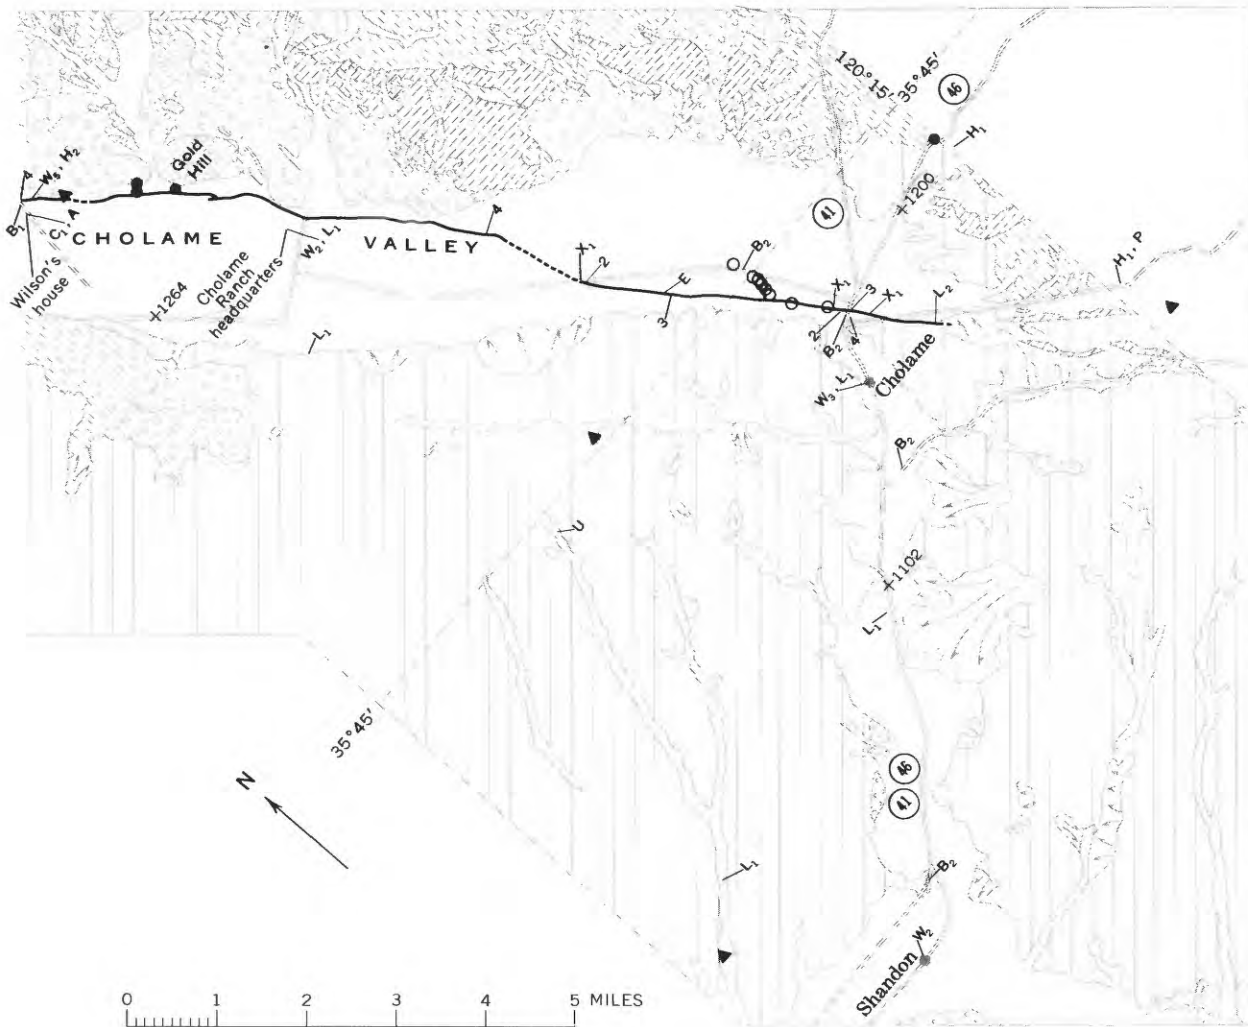 120°15'
35°45'
46
H₁
Gold
Hill
4
W₅, H₂
+1200
41
B₁
C₁, A
CHOLAME VALLEY
4
W₂, L₁
X₁
2
B₂
H₁, P
Wilson's
house
+1264
Cholame
Ranch
headquarters
E
3
X₁
3
X₁
L₂
2
B₂
4
L₁
Cholame
W₃, L₁
B₂
U
+1102
L₁
35°45'
N
46
41
L₁
B₂
W₂
Shandon
0 1 2 3 4 5 MILES